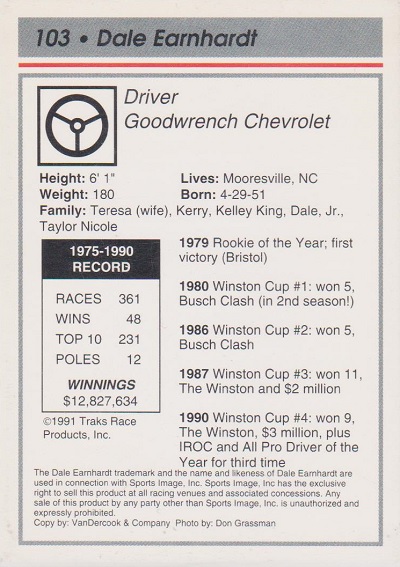 103 • Dale Earnhardt
Driver
Goodwrench Chevrolet
Height: 6' 1"
Lives: Mooresville, NC
Weight: 180
Born: 4-29-51
Family: Teresa (wife), Kerry, Kelley King, Dale, Jr.,
Taylor Nicole
1975-1990
RECORD
RACES 361
WINS 48
TOP 10 231
POLES 12
WINNINGS
$12,827,634
©1991 Traks Race
Products, Inc.
1979 Rookie of the Year; first
victory (Bristol)
1980 Winston Cup #1: won 5,
Busch Clash (in 2nd season!)
1986 Winston Cup #2: won 5,
Busch Clash
1987 Winston Cup #3: won 11,
The Winston and $2 million
1990 Winston Cup #4: won 9,
The Winston, $3 million, plus
IROC and All Pro Driver of the
Year for third time
The Dale Earnhardt trademark and the name and likeness of Dale Earnhardt are
used in connection with Sports Image, Inc. Sports Image, Inc has the exclusive
right to sell this product at all racing venues and associated concessions. Any
sale of this product by any party other than Sports Image, Inc. is unauthorized and
expressly prohibited.
Copy by: VanDercook & Company Photo by: Don Grassman